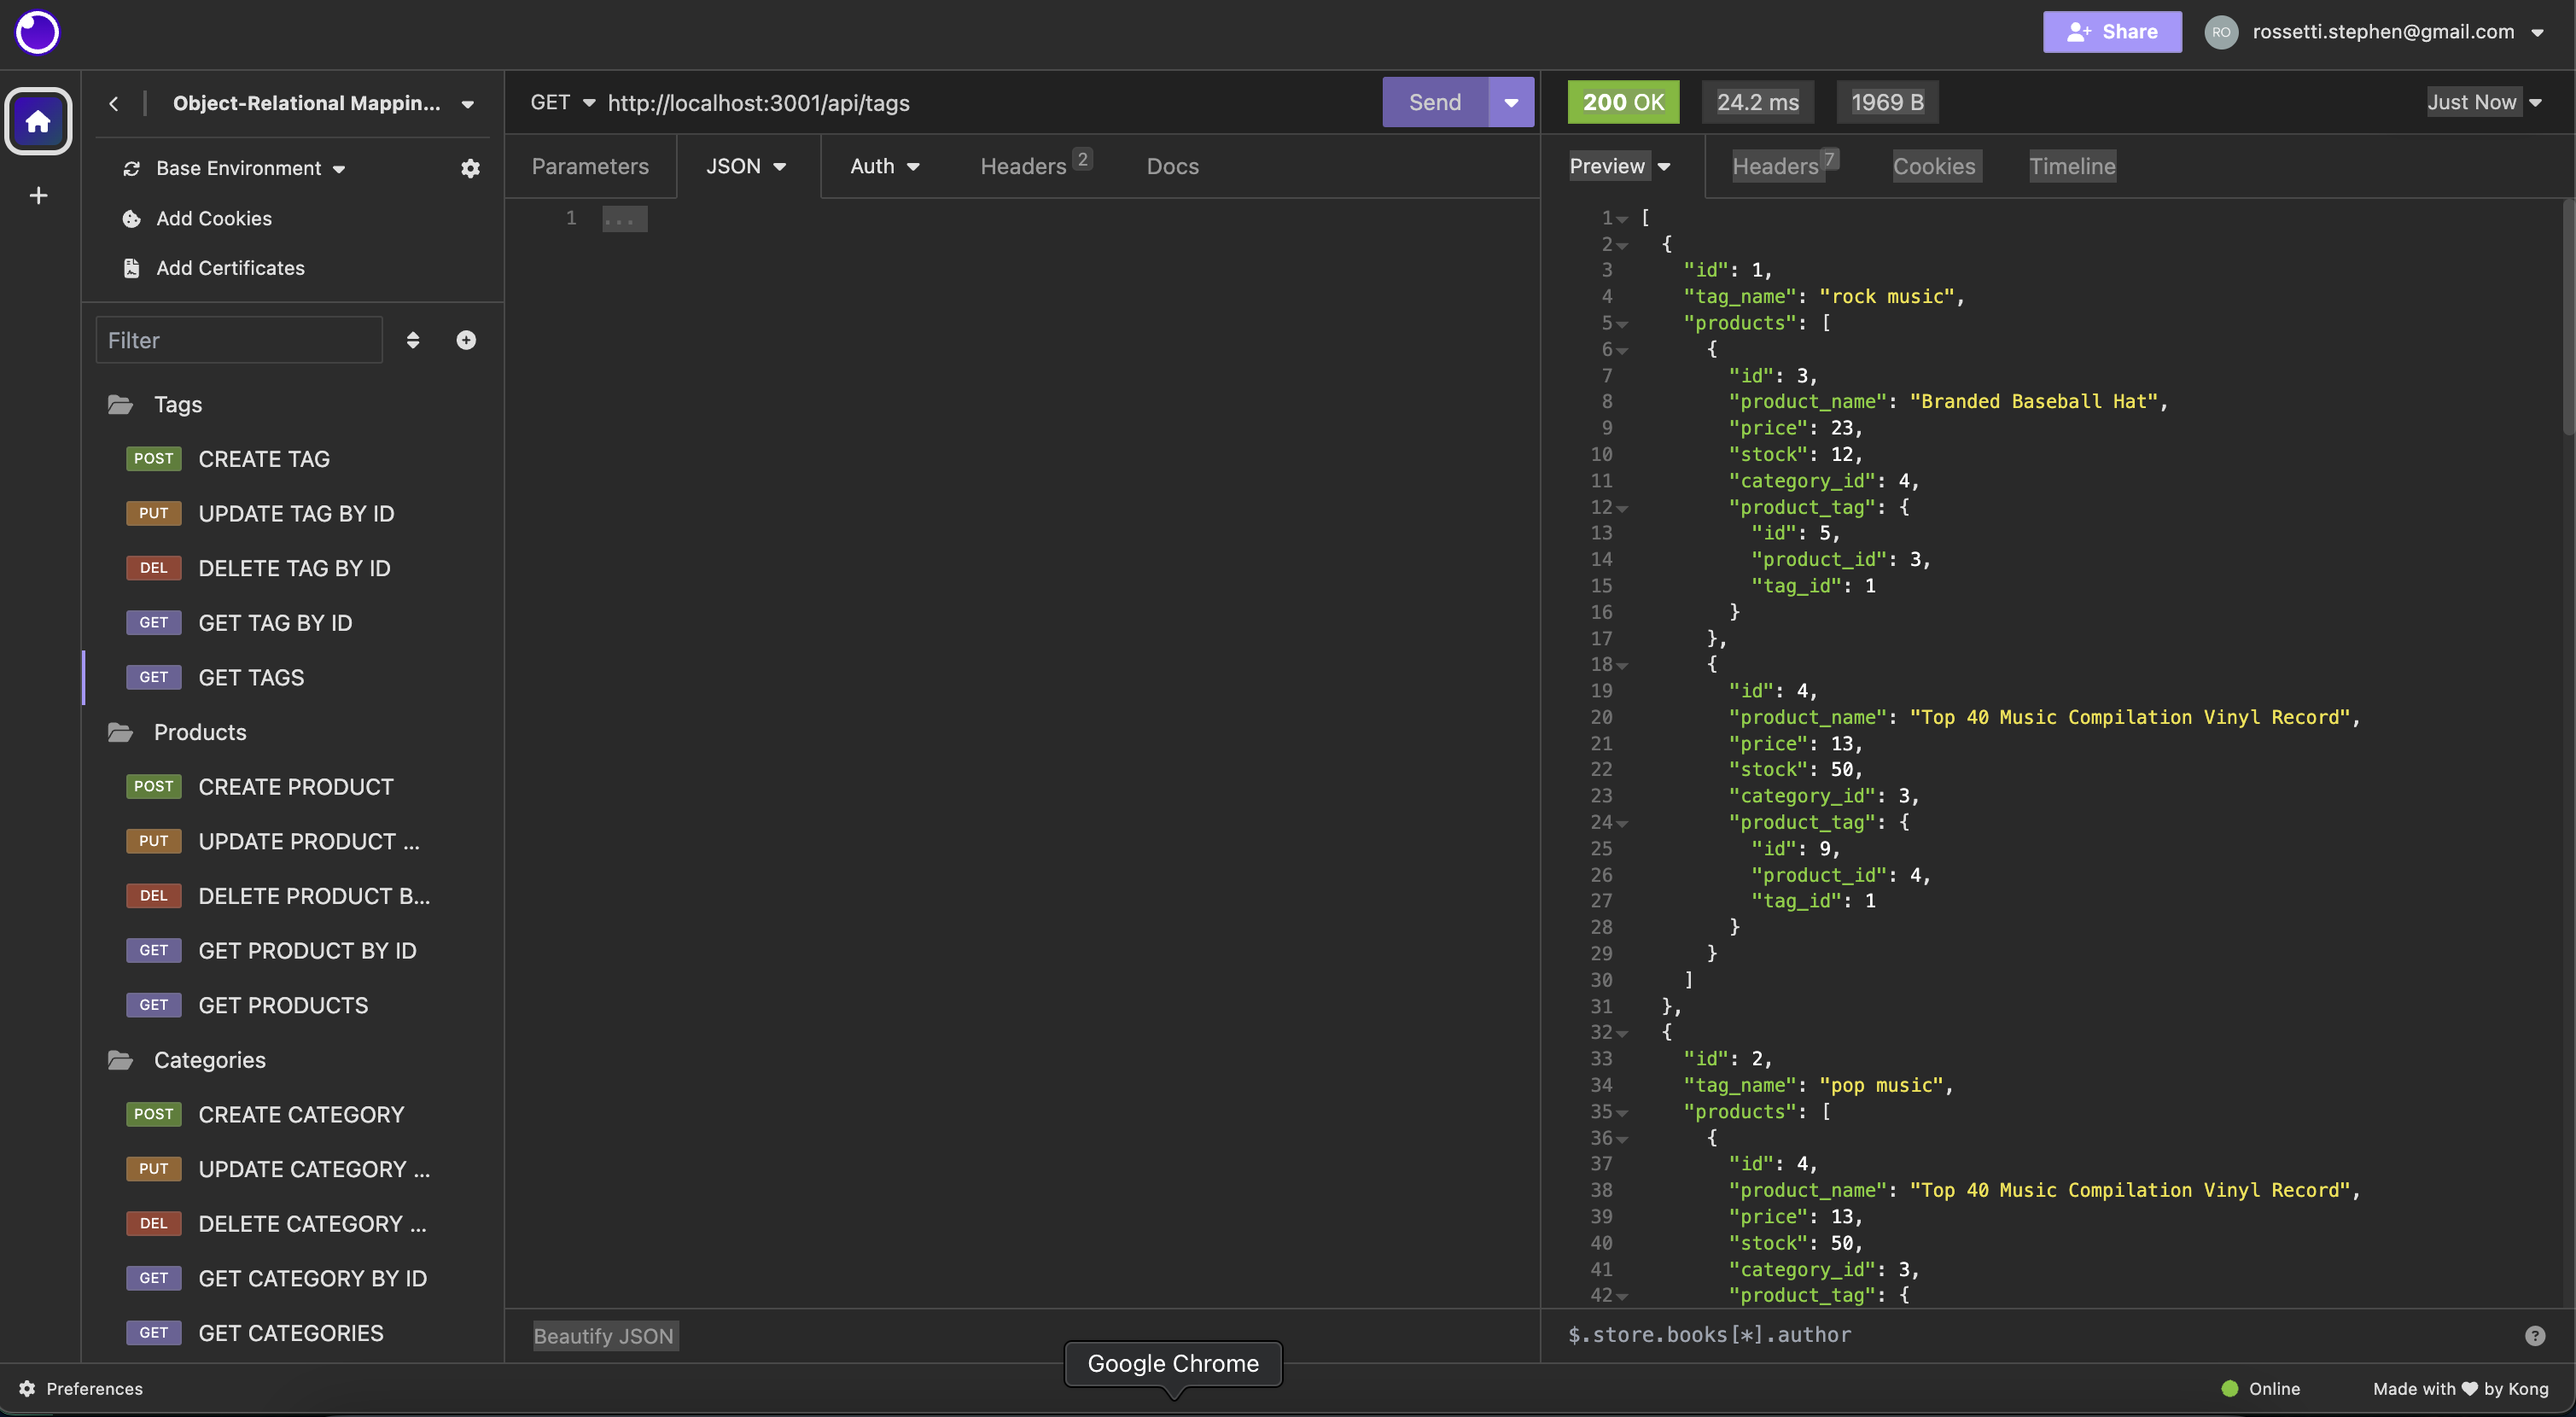 Share
RO
rossetti.stephen@gmail.com
Object-Relational Mappin...
Base Environment
Add Cookies
Add Certificates
Filter
Tags
POST CREATE TAG
PUT UPDATE TAG BY ID
DEL DELETE TAG BY ID
GET GET TAG BY ID
GET GET TAGS
Products
POST CREATE PRODUCT
PUT UPDATE PRODUCT ...
DEL DELETE PRODUCT B...
GET GET PRODUCT BY ID
GET GET PRODUCTS
Categories
POST CREATE CATEGORY
PUT UPDATE CATEGORY ...
DEL DELETE CATEGORY ...
GET GET CATEGORY BY ID
GET GET CATEGORIES
GET http://localhost:3001/api/tags
Send
Parameters JSON Auth Headers 2 Docs
1 ...
Beautify JSON
200 OK 24.2 ms 1969 B Just Now
Preview Headers 7 Cookies Timeline
1 [
2 {
3 "id": 1,
4 "tag_name": "rock music",
5 "products": [
6 {
7 "id": 3,
8 "product_name": "Branded Baseball Hat",
9 "price": 23,
10 "stock": 12,
11 "category_id": 4,
12 "product_tag": {
13 "id": 5,
14 "product_id": 3,
15 "tag_id": 1
16 }
17 },
18 {
19 "id": 4,
20 "product_name": "Top 40 Music Compilation Vinyl Record",
21 "price": 13,
22 "stock": 50,
23 "category_id": 3,
24 "product_tag": {
25 "id": 9,
26 "product_id": 4,
27 "tag_id": 1
28 }
29 }
30 ]
31 },
32 {
33 "id": 2,
34 "tag_name": "pop music",
35 "products": [
36 {
37 "id": 4,
38 "product_name": "Top 40 Music Compilation Vinyl Record",
39 "price": 13,
40 "stock": 50,
41 "category_id": 3,
42 "product_tag": {
$.store.books[*].author
?
Google Chrome
Preferences
Online
Made with ♥ by Kong